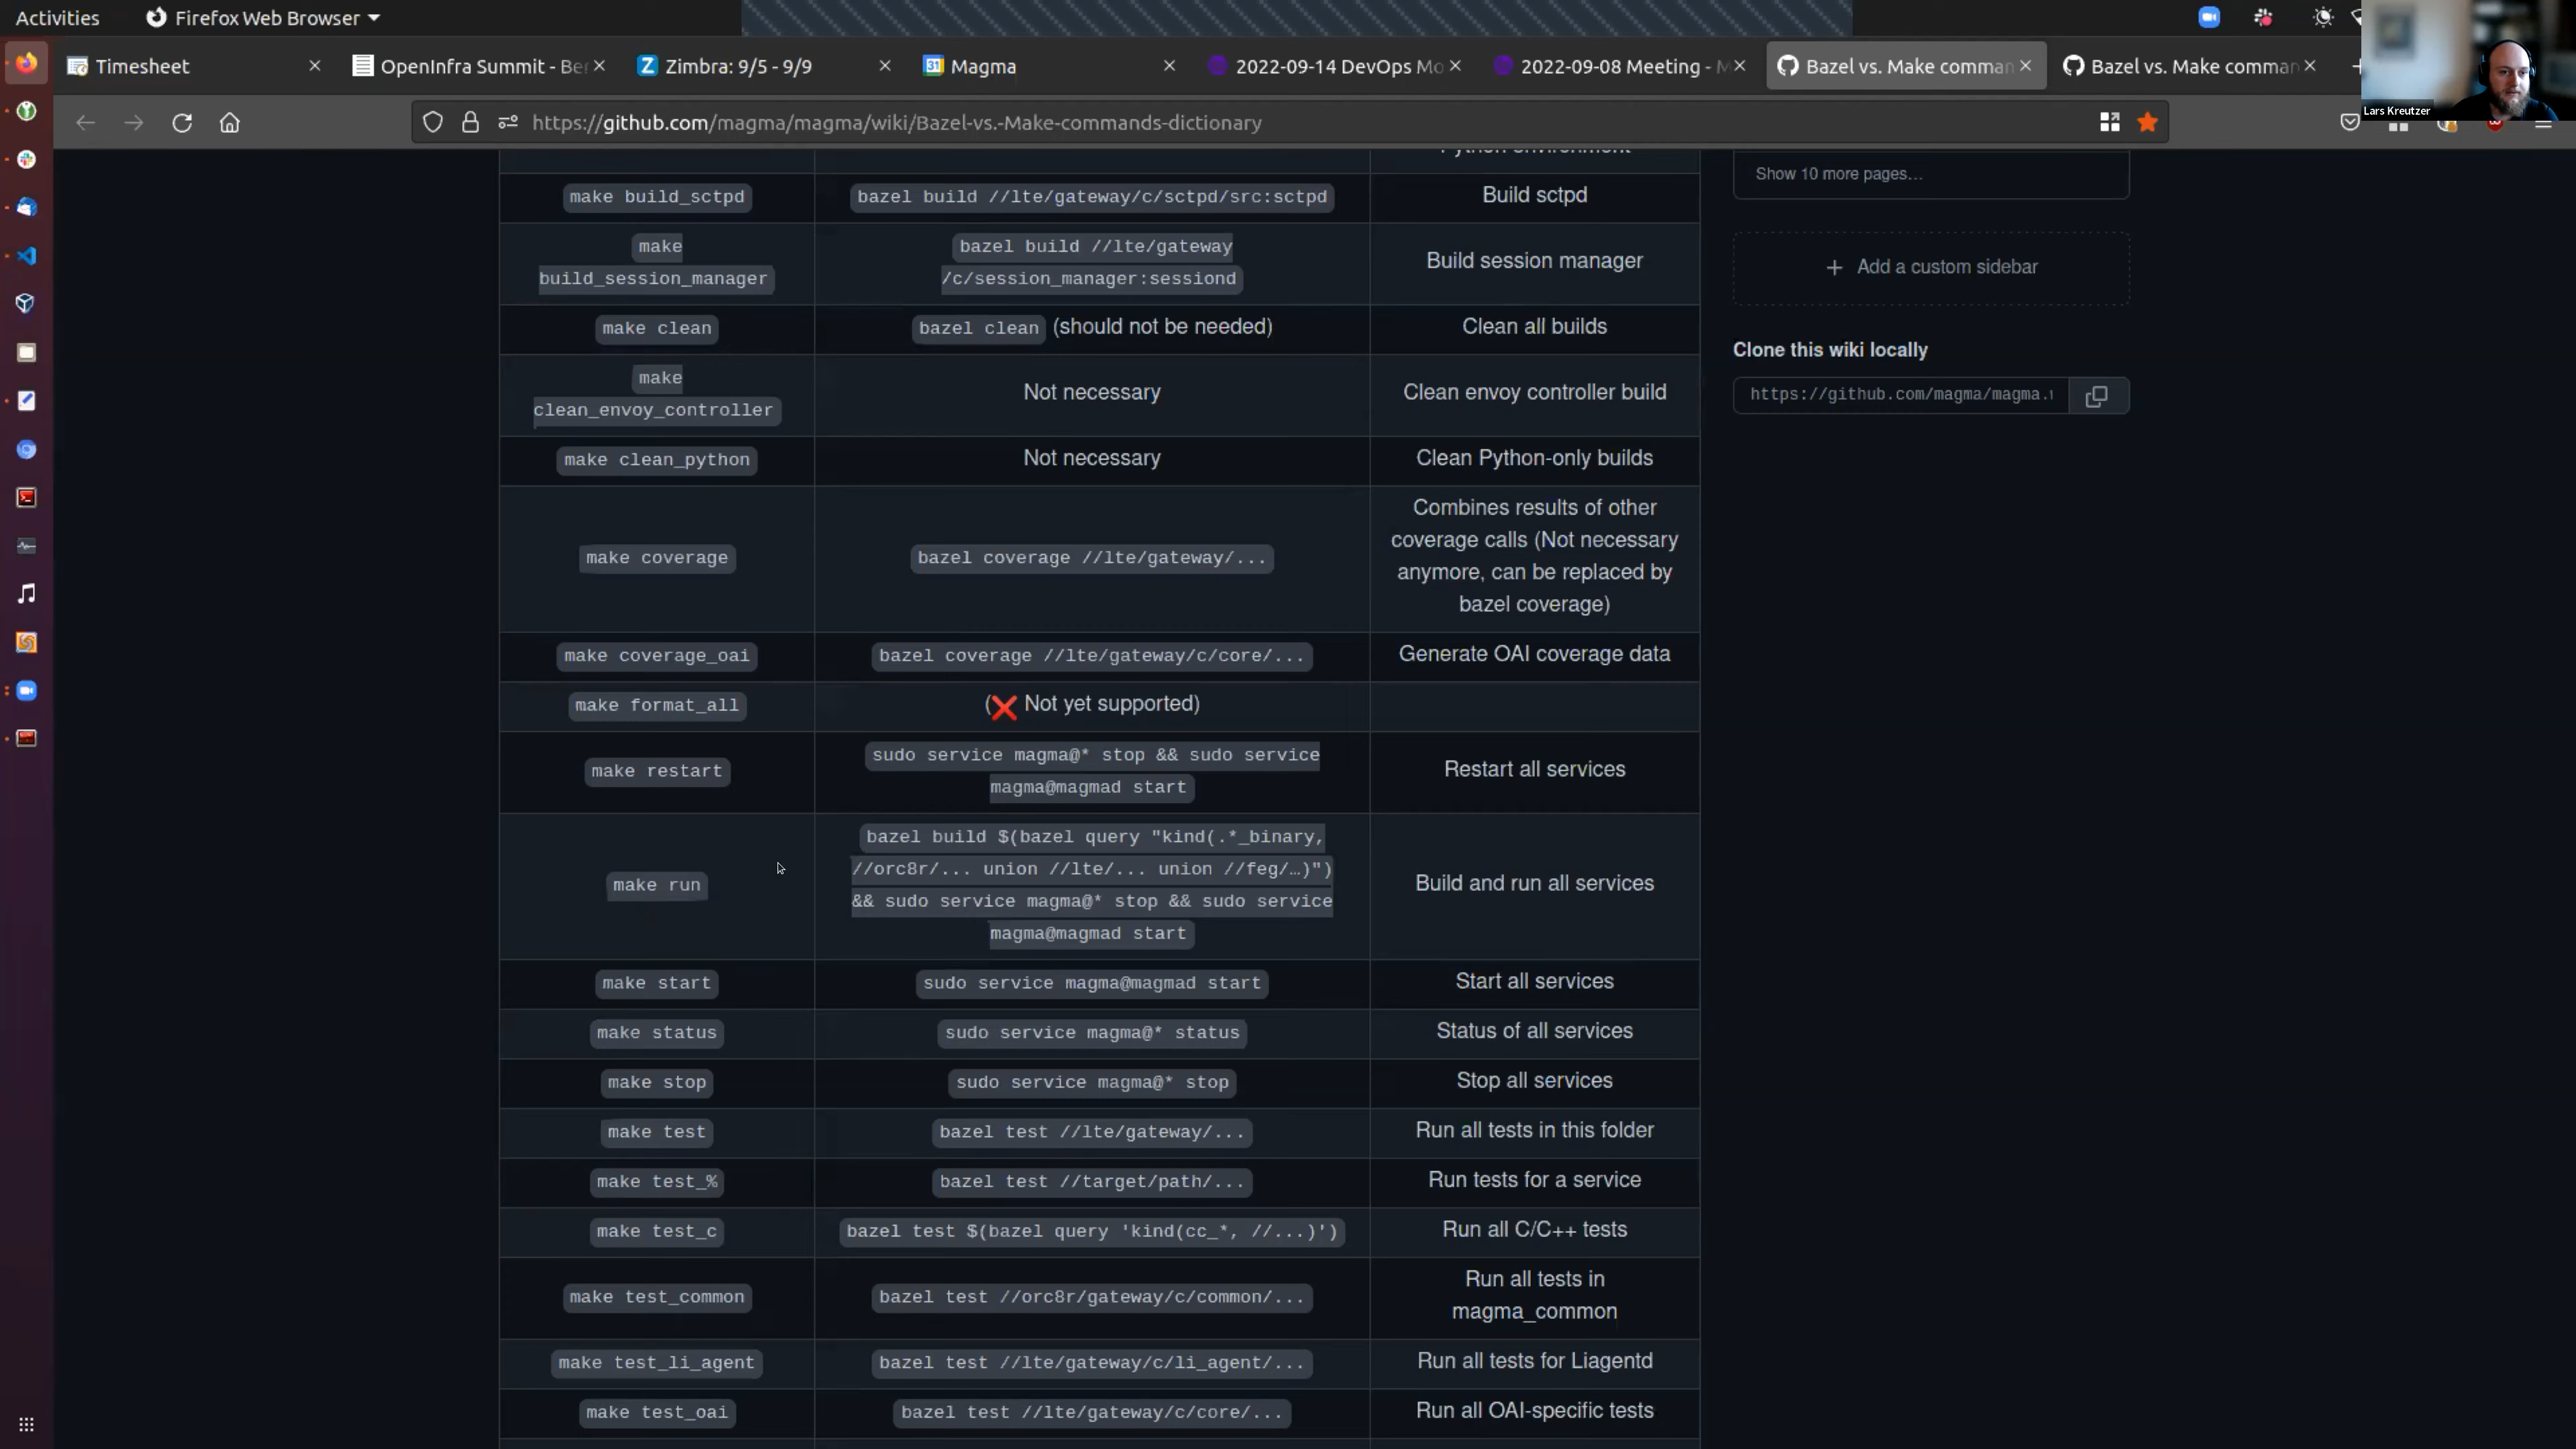 Activities
Firefox Web Browser
Timesheet
OpenInfra Summit - Be
Zimbra: 9/5 - 9/9
31
Magma
2022-09-14 DevOps Mo
2022-09-08 Meeting - M
Bazel vs. Make comman
Bazel vs. Make comman
Lars Kreutzer
https://github.com/magma/magma/wiki/Bazel-vs.-Make-commands-dictionary
Python environment
make build_sctpd
bazel build //lte/gateway/c/sctpd/src:sctpd
Build sctpd
make
build_session_manager
bazel build //lte/gateway
/c/session_manager:sessiond
Build session manager
make clean
bazel clean (should not be needed)
Clean all builds
make
clean_envoy_controller
Not necessary
Clean envoy controller build
make clean_python
Not necessary
Clean Python-only builds
make coverage
bazel coverage //lte/gateway/...
Combines results of other
coverage calls (Not necessary
anymore, can be replaced by
bazel coverage)
make coverage_oai
bazel coverage //lte/gateway/c/core/...
Generate OAI coverage data
make format_all
(❌ Not yet supported)
make restart
sudo service magma@* stop && sudo service
magma@magmad start
Restart all services
make run
bazel build $(bazel query "kind(.*_binary,
//orc8r/... union //lte/... union //feg/…)")
&& sudo service magma@* stop && sudo service
magma@magmad start
Build and run all services
make start
sudo service magma@magmad start
Start all services
make status
sudo service magma@* status
Status of all services
make stop
sudo service magma@* stop
Stop all services
make test
bazel test //lte/gateway/...
Run all tests in this folder
make test_%
bazel test //target/path/...
Run tests for a service
make test_c
bazel test $(bazel query 'kind(cc_*, //...)')
Run all C/C++ tests
make test_common
bazel test //orc8r/gateway/c/common/...
Run all tests in
magma_common
make test_li_agent
bazel test //lte/gateway/c/li_agent/...
Run all tests for Liagentd
make test_oai
bazel test //lte/gateway/c/core/...
Run all OAI-specific tests
Show 10 more pages…
Add a custom sidebar
Clone this wiki locally
https://github.com/magma/magma.